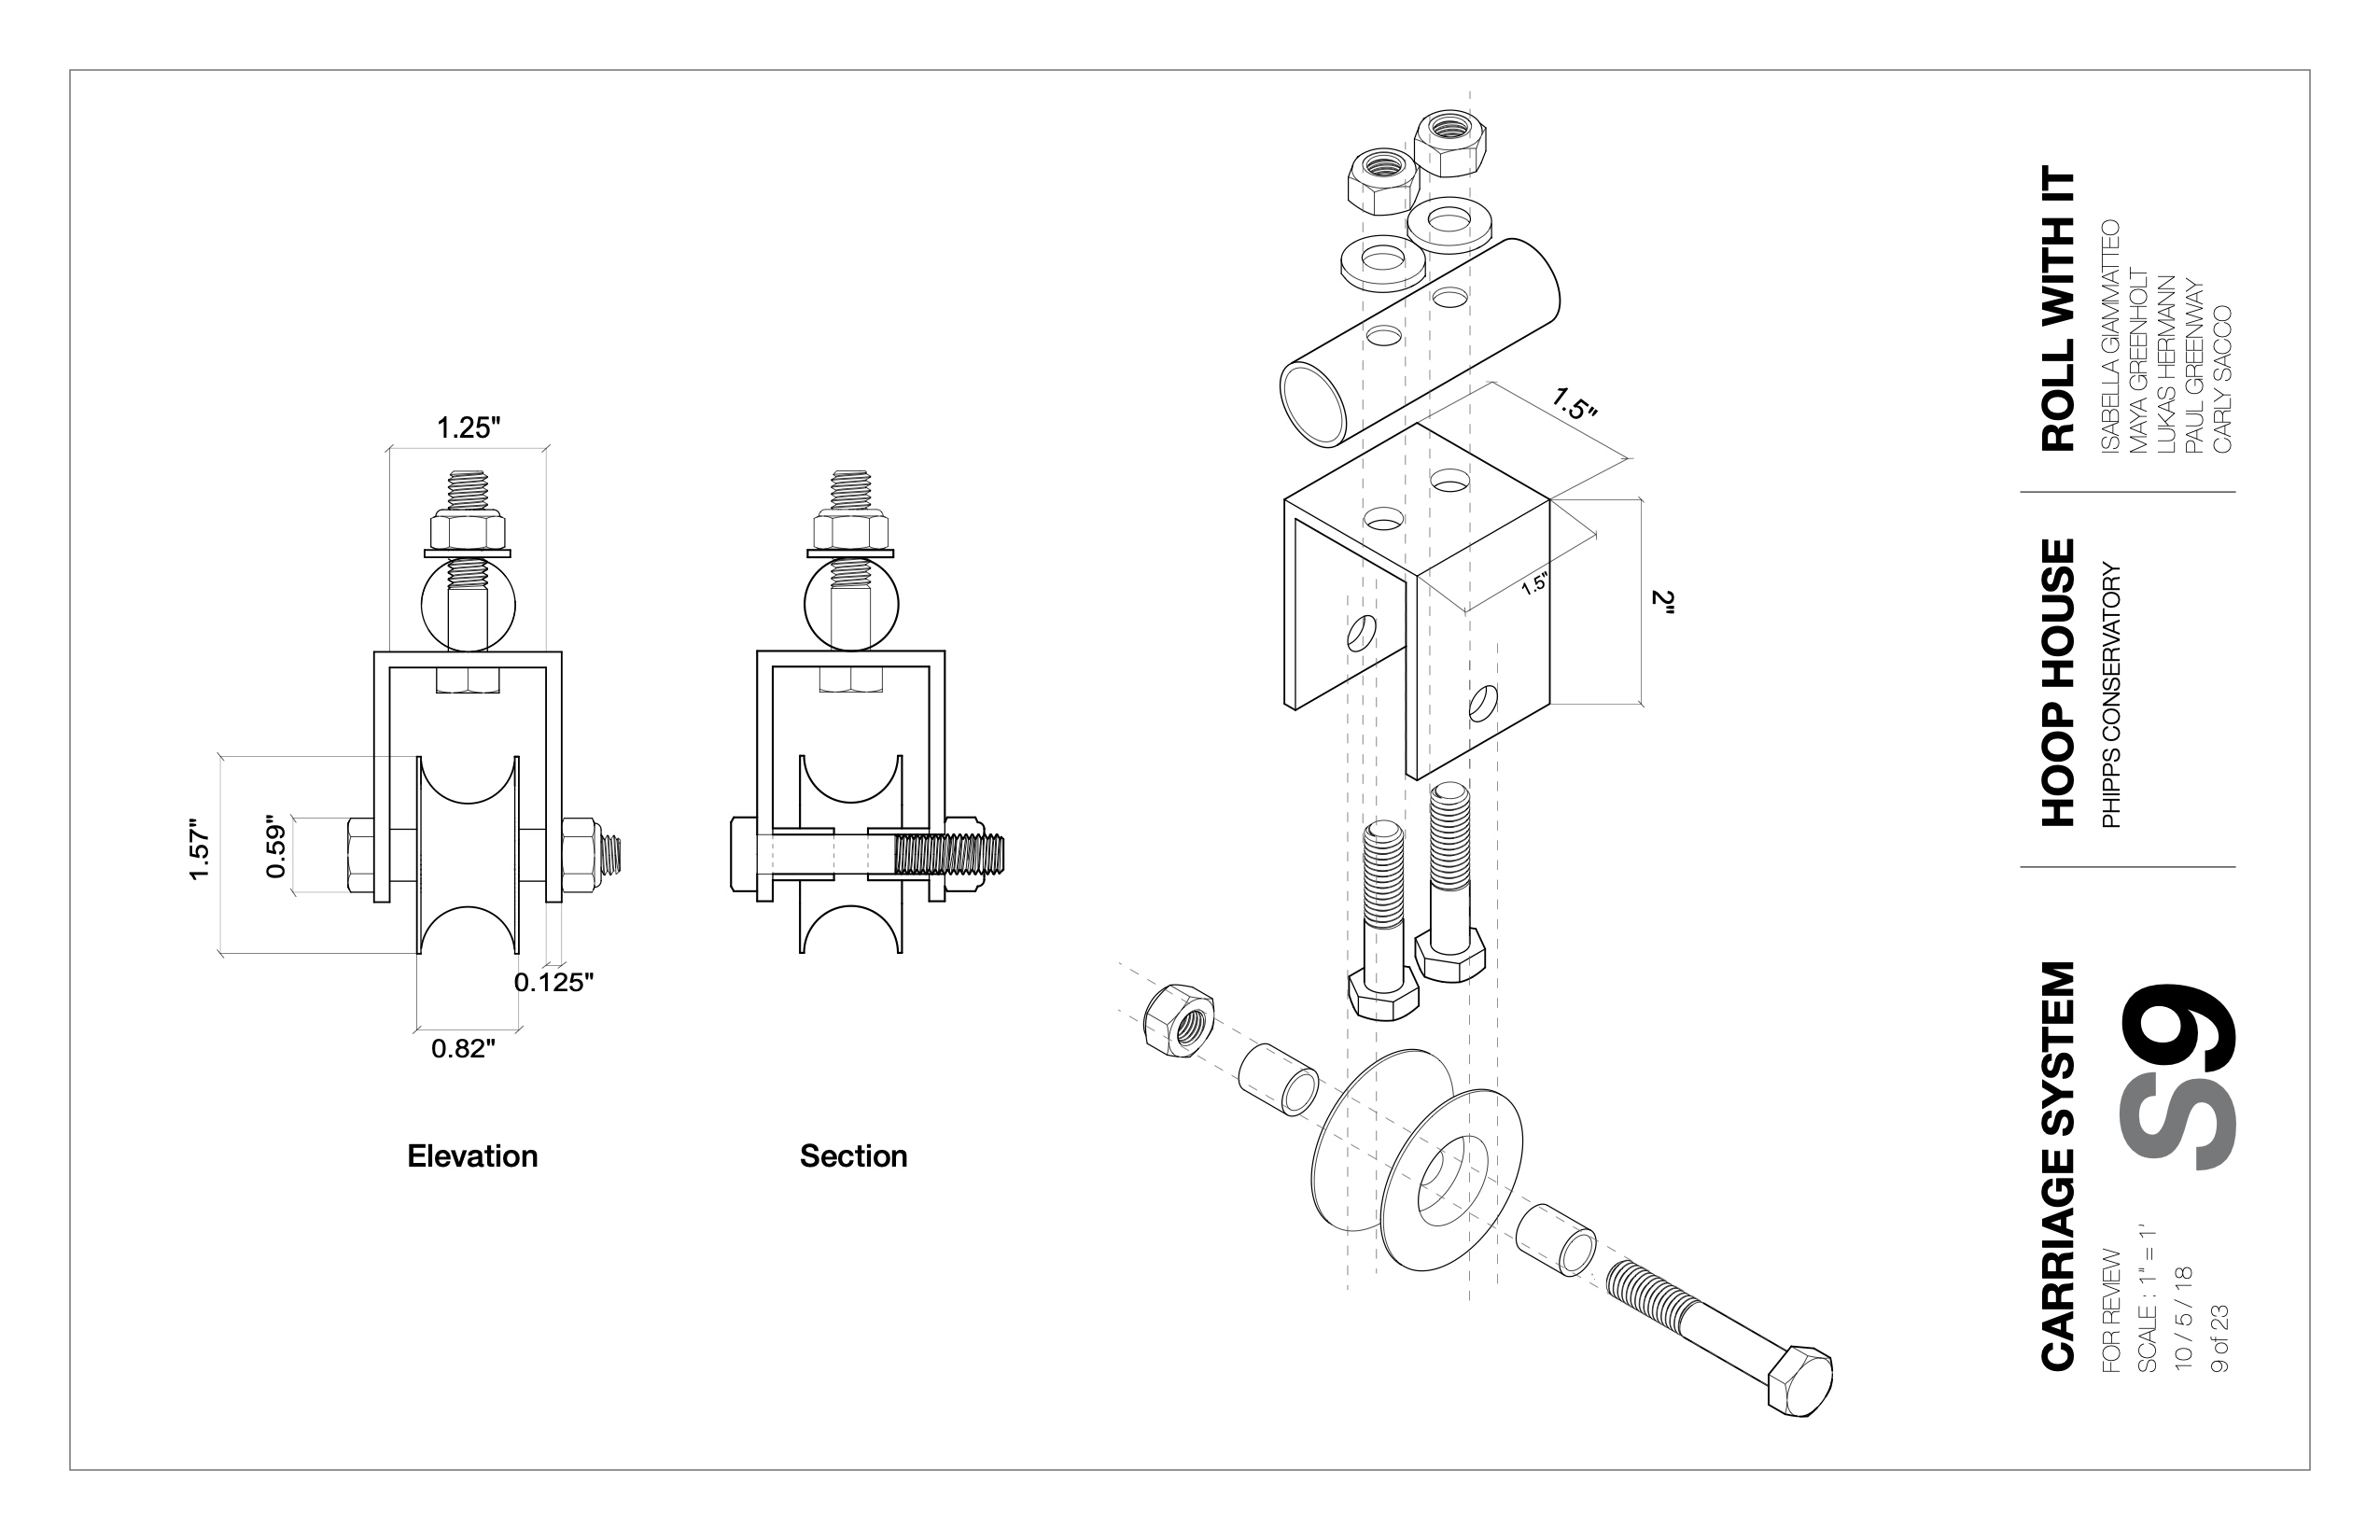 1.25"
1.57"
0.59"
0.125"
0.82"
Elevation
Section
1.5"
1.5"
2"
ROLL WITH IT
ISABELLA GIAMMATTEO
MAYA GREENHOLT
LUKAS HERMANN
PAUL GREENWAY
CARLY SACCO
HOOP HOUSE
PHIPPS CONSERVATORY
CARRIAGE SYSTEM
FOR REVIEW
SCALE : 1" = 1'
10 / 5 / 18
9 of 23
S9